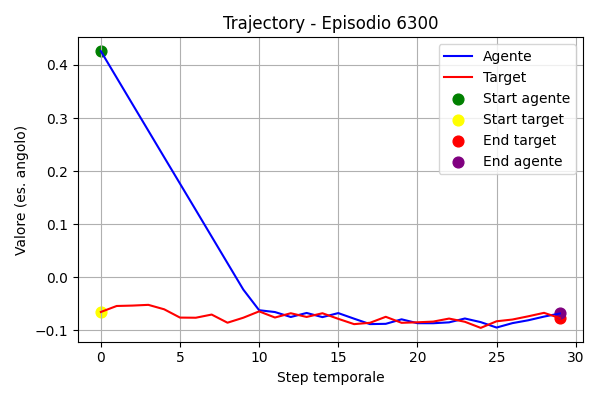 Trajectory - Episodio 6300
Valore (es. angolo)
0.4
0.3
0.2
0.1
0.0
−0.1
0
5
10
15
20
25
30
Step temporale
Agente
Target
Start agente
Start target
End target
End agente